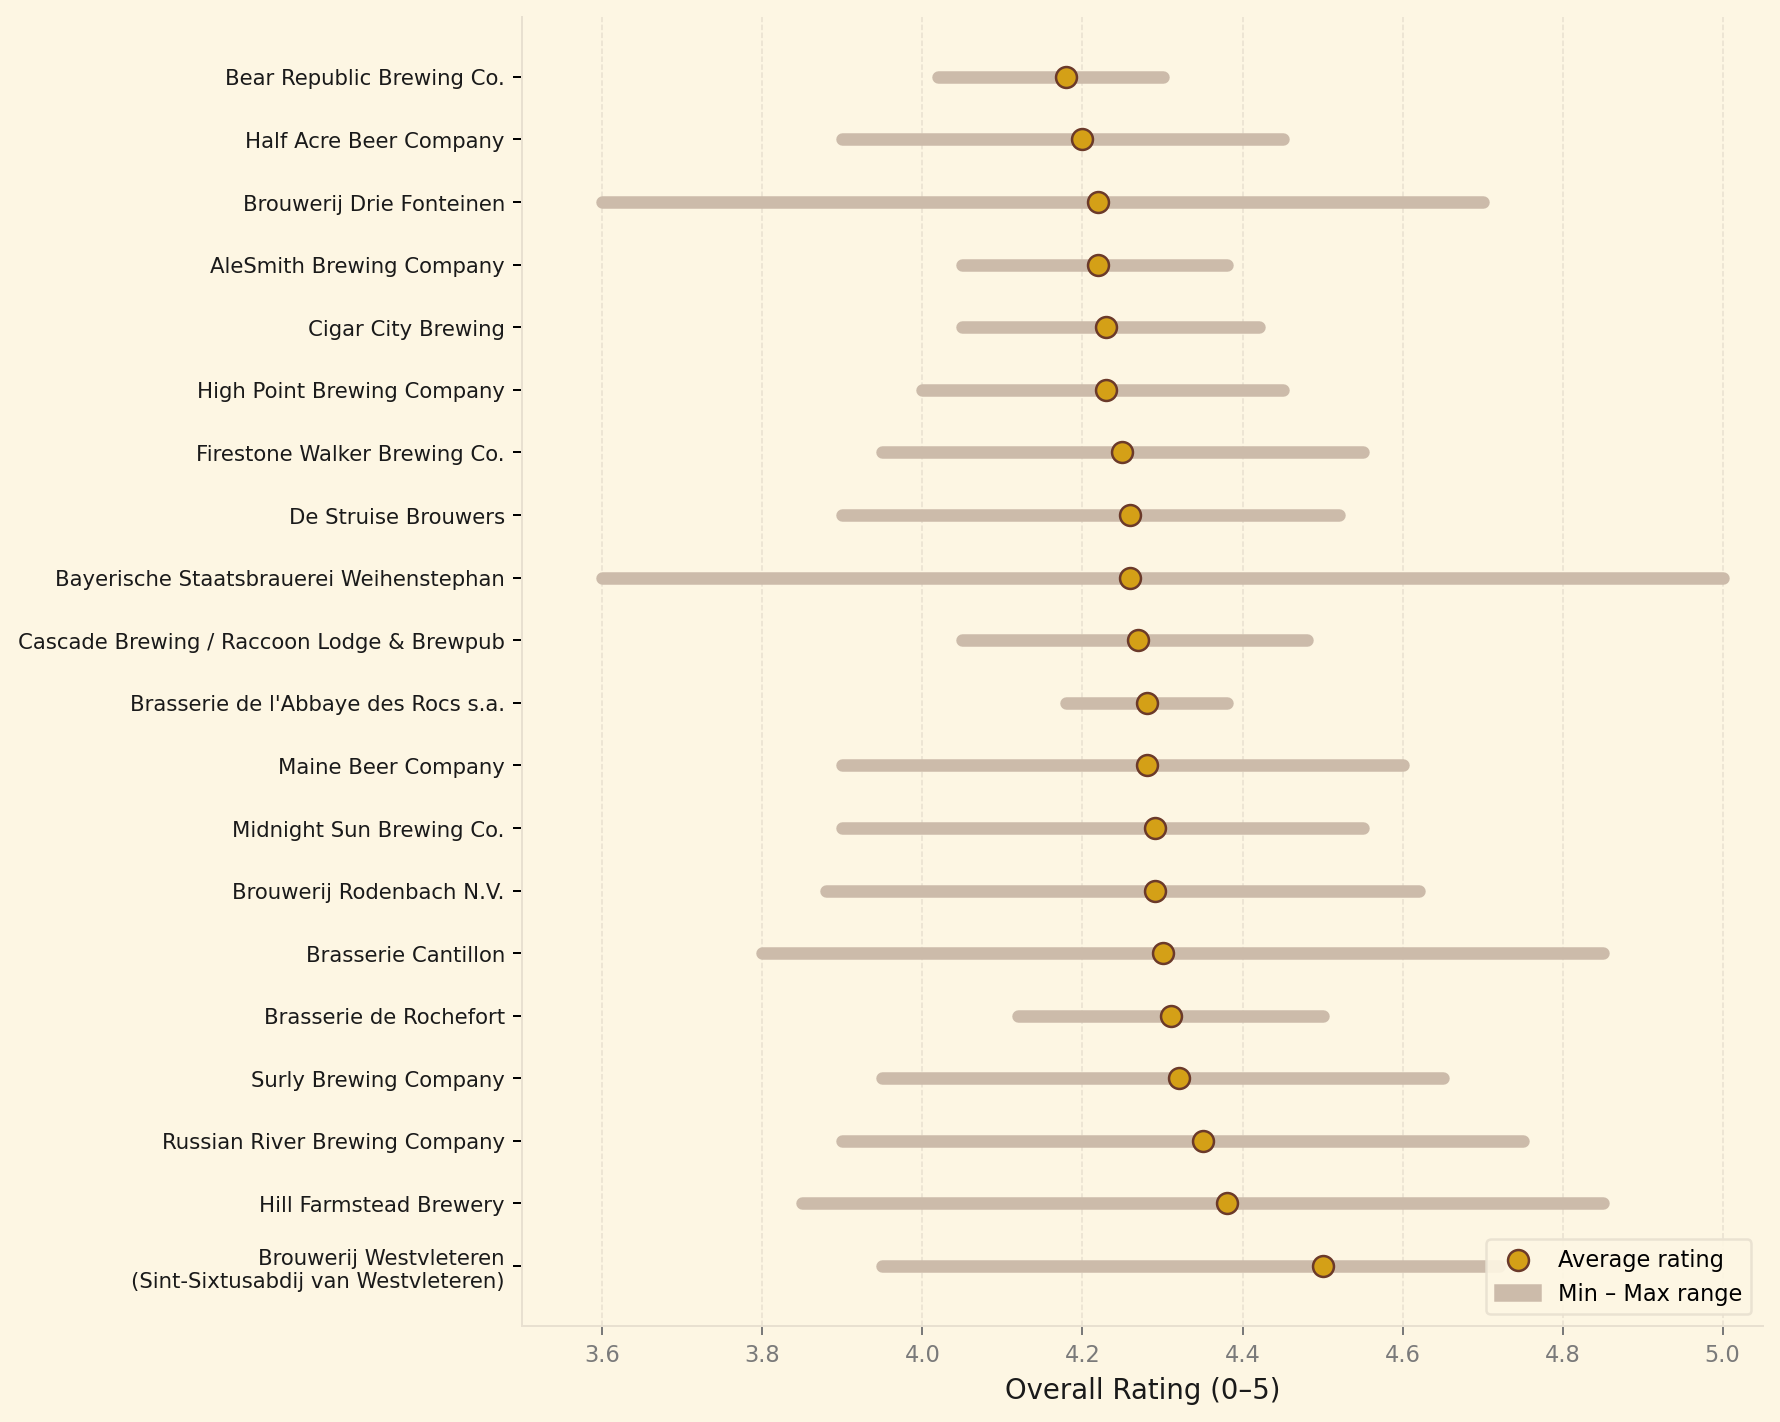 Bear Republic Brewing Co.
Half Acre Beer Company
Brouwerij Drie Fonteinen
AleSmith Brewing Company
Cigar City Brewing
High Point Brewing Company
Firestone Walker Brewing Co.
De Struise Brouwers
Bayerische Staatsbrauerei Weihenstephan
Cascade Brewing / Raccoon Lodge & Brewpub
Brasserie de l'Abbaye des Rocs s.a.
Maine Beer Company
Midnight Sun Brewing Co.
Brouwerij Rodenbach N.V.
Brasserie Cantillon
Brasserie de Rochefort
Surly Brewing Company
Russian River Brewing Company
Hill Farmstead Brewery
Brouwerij Westvleteren
(Sint-Sixtusabdij van Westvleteren)
Average rating
Min – Max range
3.6 3.8 4.0 4.2 4.4 4.6 4.8 5.0
Overall Rating (0–5)